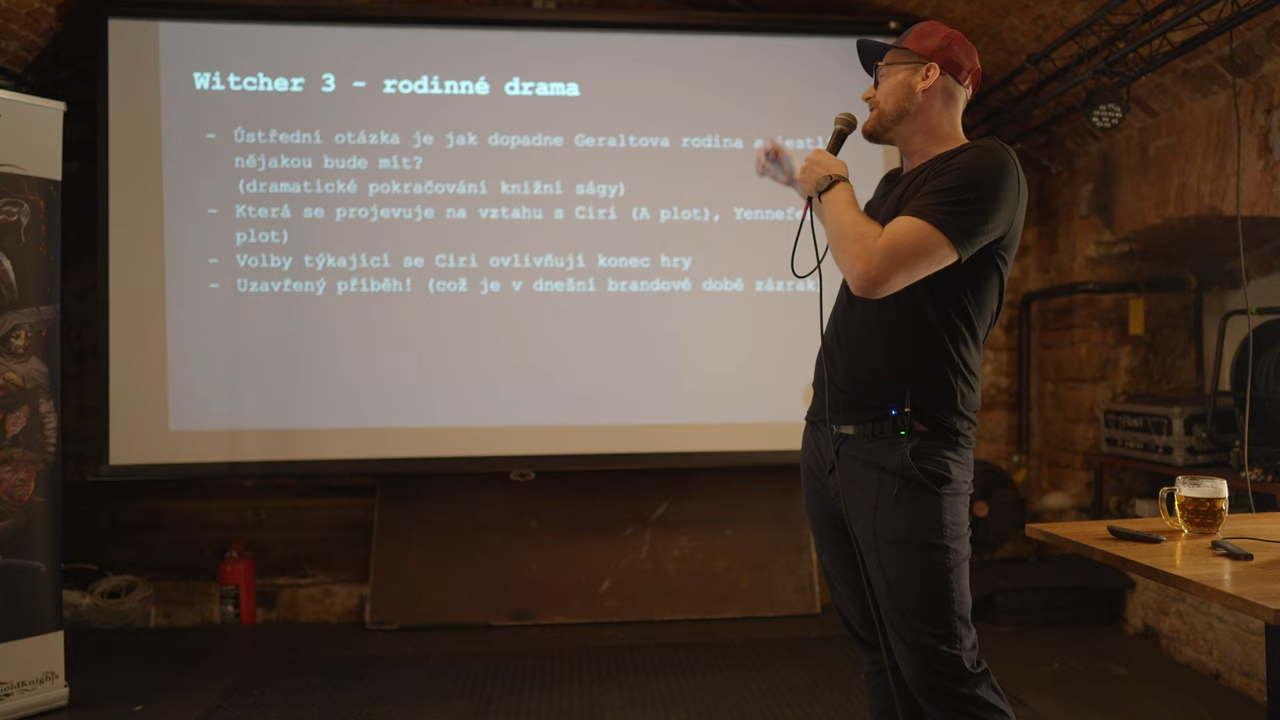 Witcher 3 - rodinné drama
- Ústřední otázka je jak dopadne Geraltova rodina a
nějakou bude mít?
(dramatické pokračování knižní ságy)
- Která se projevuje na vztahu s Ciri (A plot),
plot)
- Volby týkající se Ciri ovlivňují konec hry
- Uzavřený příběh! (což je v dnešní brandové době zázrak